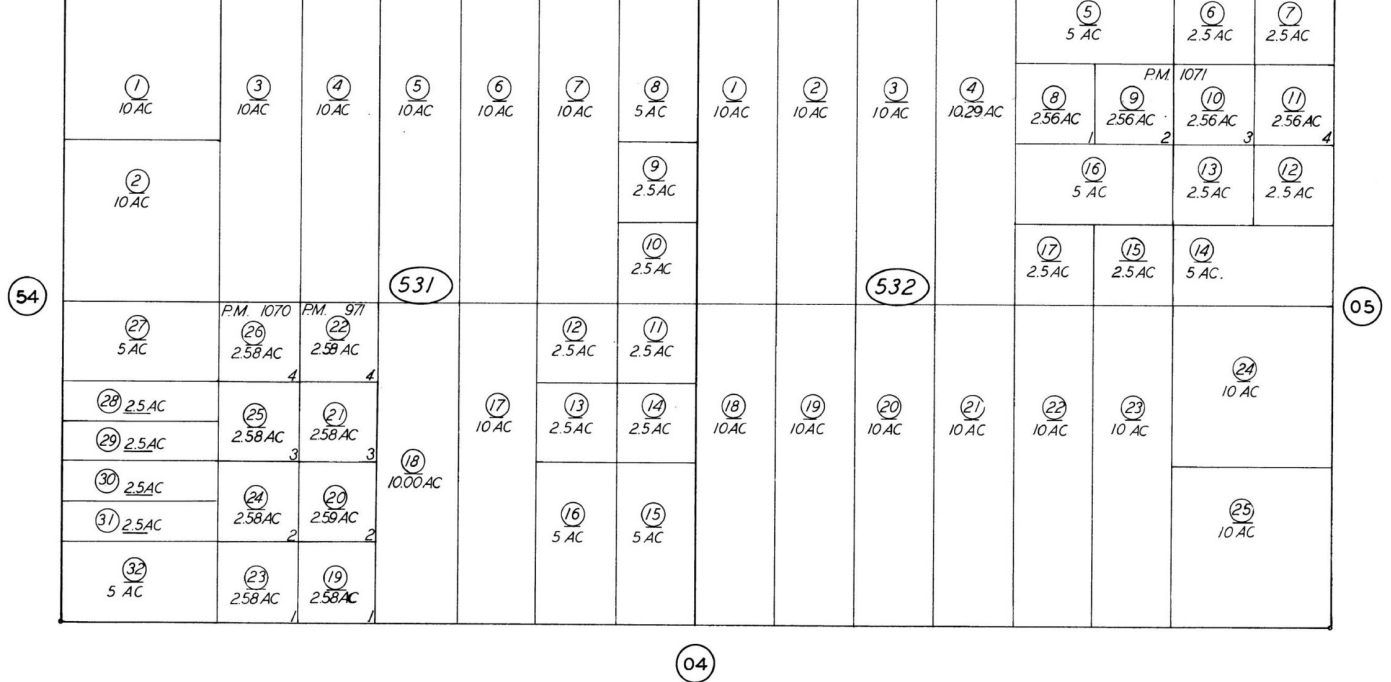 5
5 AC
6
2.5 AC
7
2.5 AC
1
10 AC
3
10 AC
4
10 AC
5
10 AC
6
10 AC
7
10 AC
8
5 AC
1
10 AC
2
10 AC
3
10 AC
4
10.29 AC
P.M. 1071
8
2.56 AC
1
9
2.56 AC
2
10
2.56 AC
3
11
2.56 AC
4
2
10 AC
9
2.5 AC
16
5 AC
13
2.5 AC
12
2.5 AC
10
2.5 AC
17
2.5 AC
15
2.5 AC
14
5 AC.
54
531
532
05
27
5 AC
P.M. 1070
26
2.58 AC
4
P.M. 971
22
2.58 AC
4
12
2.5 AC
11
2.5 AC
24
10 AC
28 2.5 AC
29 2.5 AC
25
2.58 AC
3
21
2.58 AC
3
17
10 AC
13
2.5 AC
14
2.5 AC
18
10 AC
19
10 AC
20
10 AC
21
10 AC
22
10 AC
23
10 AC
18
10.00 AC
30 2.5 AC
31 2.5 AC
24
2.58 AC
2
20
2.59 AC
2
16
5 AC
15
5 AC
25
10 AC
32
5 AC
23
2.58 AC
1
19
2.58 AC
1
04